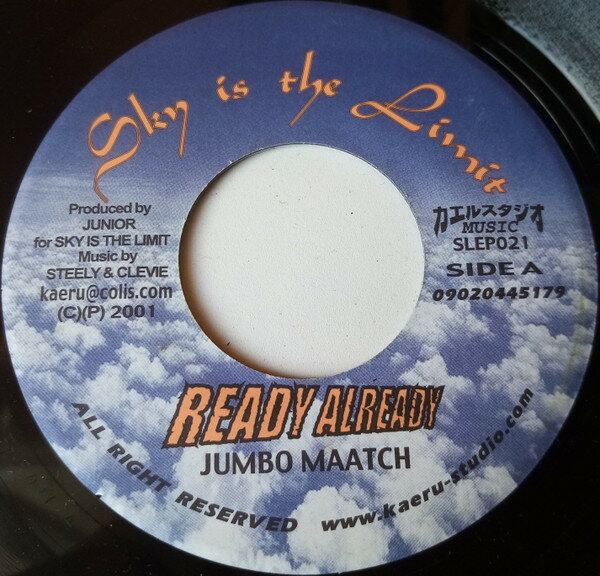 Sky is the Limit
Produced by
JUNIOR
for SKY IS THE LIMIT
Music by
STEELY & CLEVIE
kaeru@colis.com
(C)(P) 2001
カエルスタジオ
MUSIC
SLEP021
SIDE A
09020445179
READY ALREADY
JUMBO MAATCH
ALL RIGHT RESERVED www.kaeru-studio.com